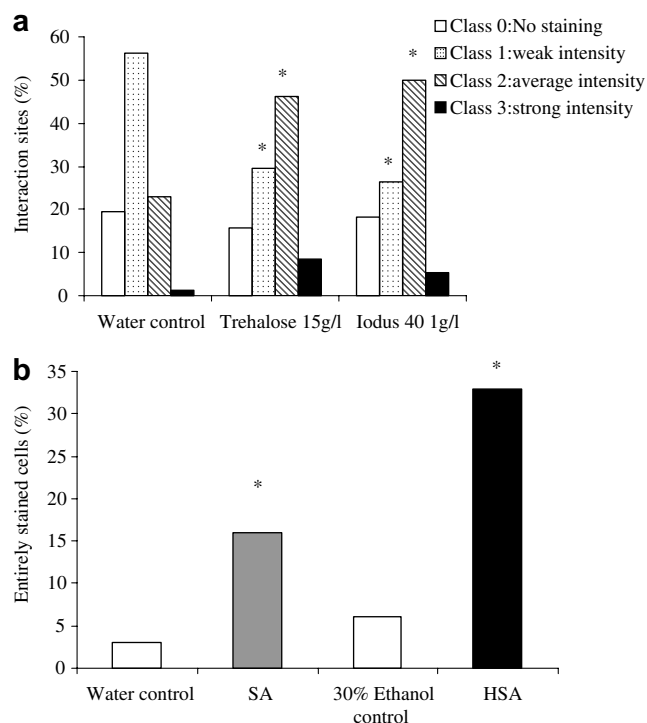 a
Class 0:No staining
Class 1:weak intensity
Class 2:average intensity
Class 3:strong intensity
Interaction sites (%)
60
50
40
30
20
10
0
*
*
*
*
Water control
Trehalose 15g/l
Iodus 40 1g/l
b
Entirely stained cells (%)
35
30
25
20
15
10
5
0
*
*
Water control
SA
30% Ethanol
control
HSA